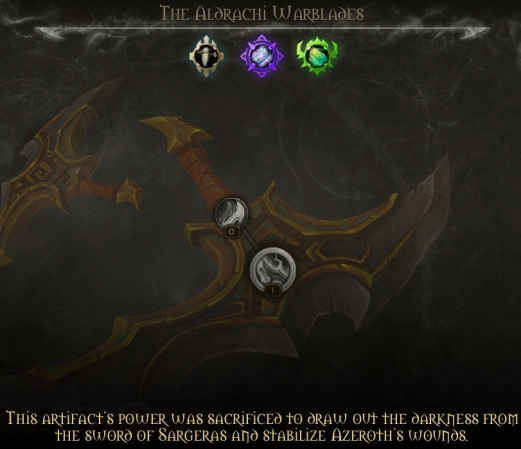 The Aldrachi Warblades
0
1
This artifact's power was sacrificed to draw out the darkness from
the sword of Sargeras and stabilize Azeroth's wounds.